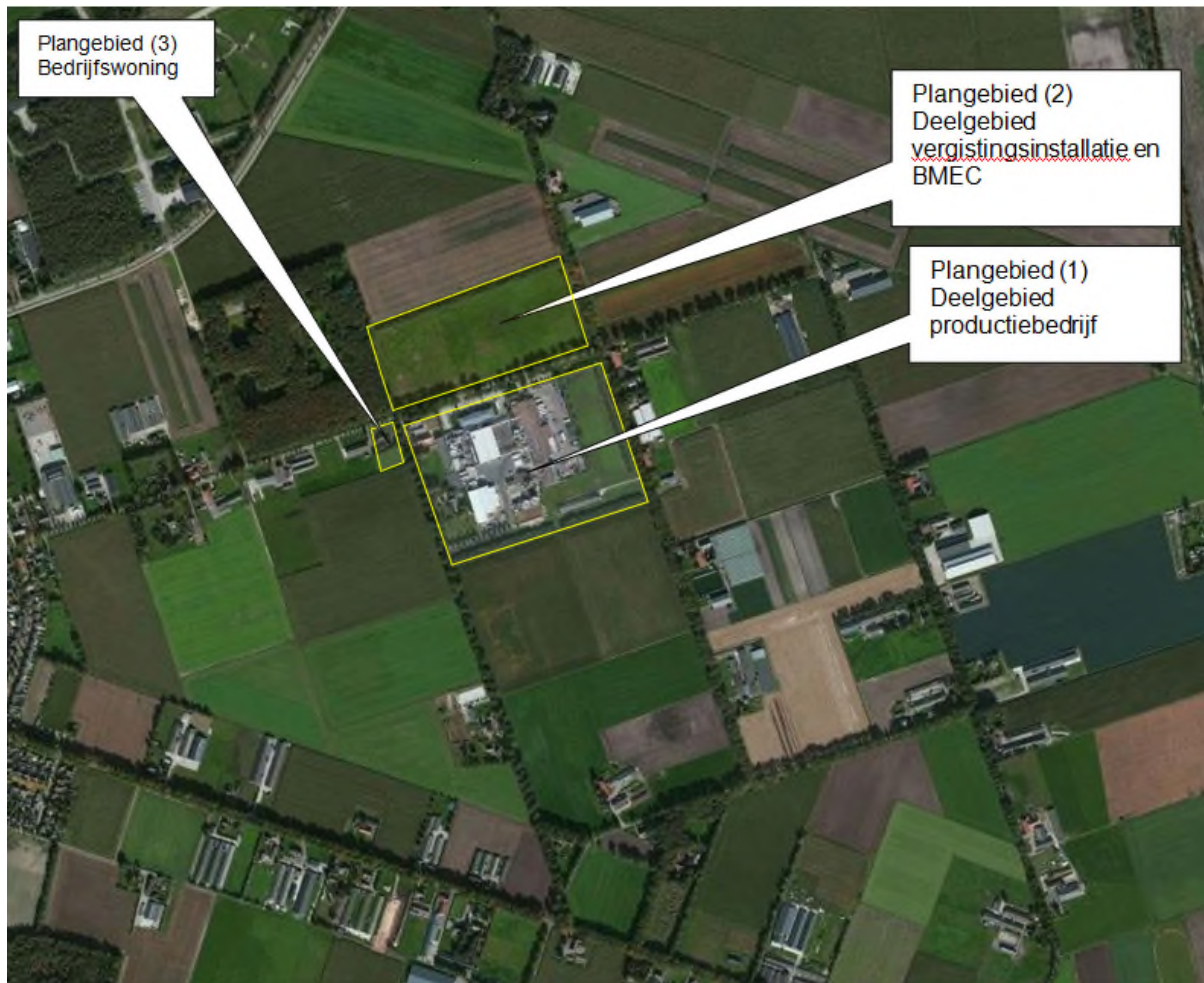 Plangebied (3)
Bedrijfswoning
Plangebied (2)
Deelgebied
vergistingsinstallatie en
BMEC
Plangebied (1)
Deelgebied
productiebedrijf